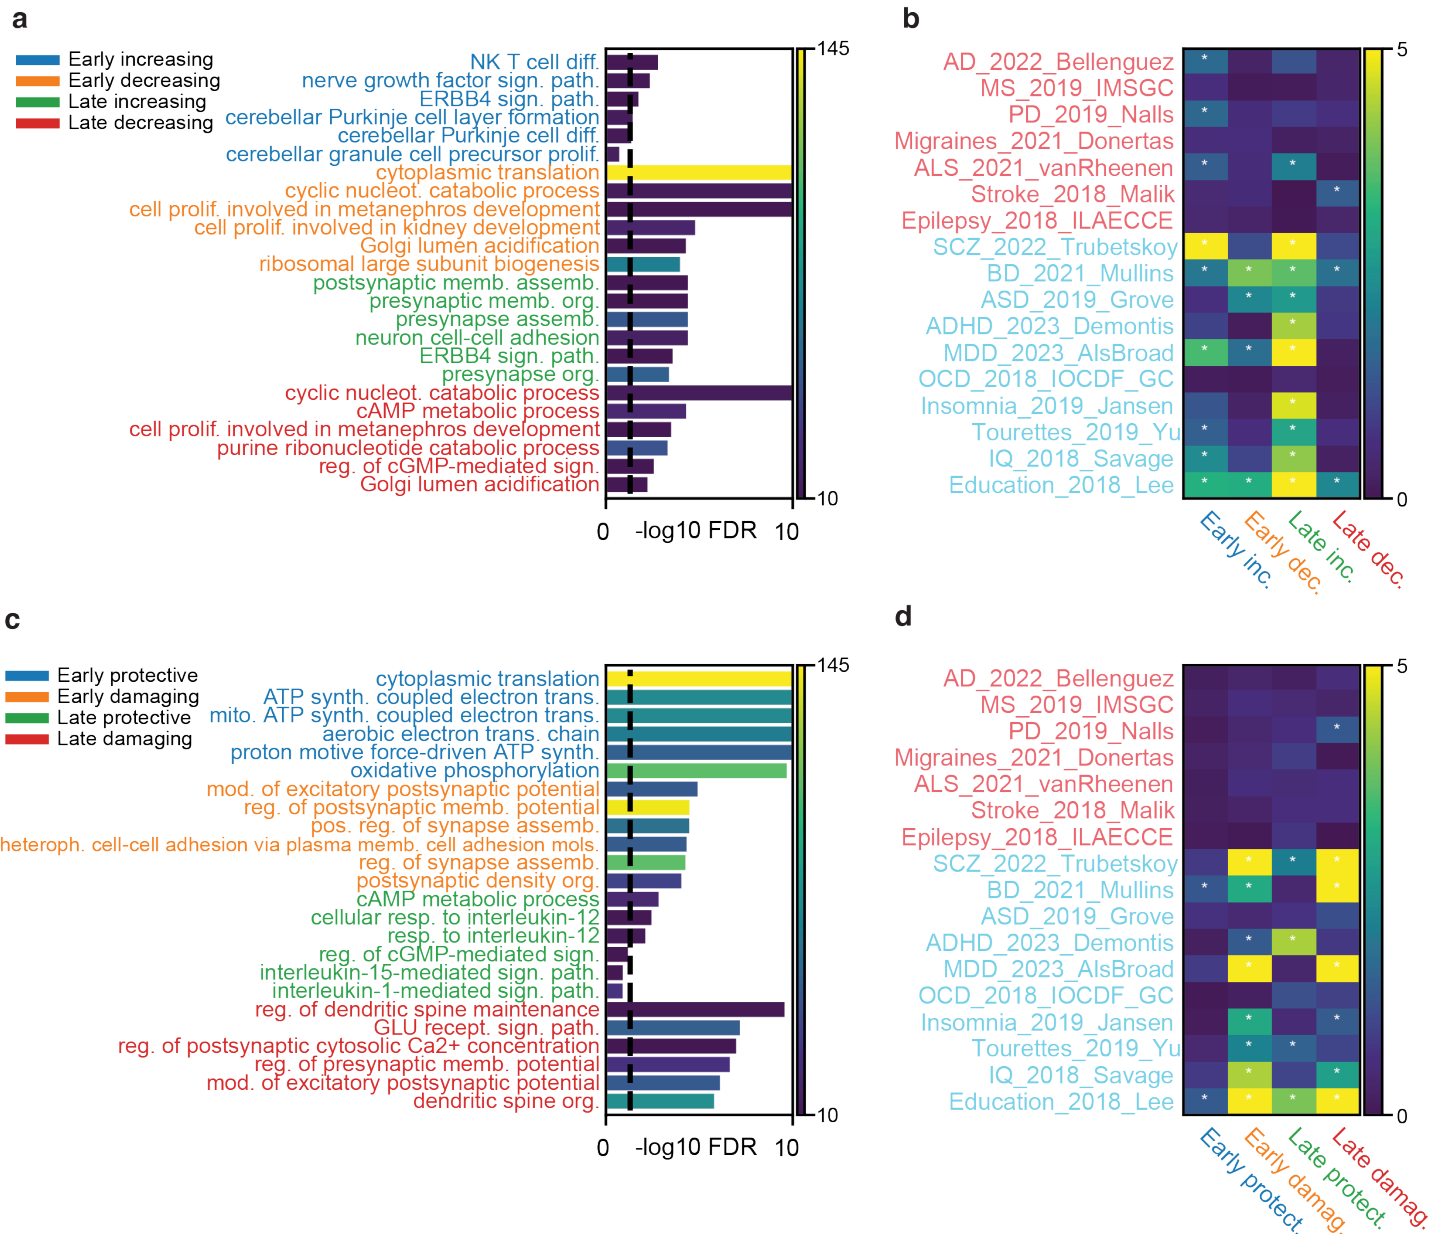 a
Early increasing
Early decreasing
Late increasing
Late decreasing
NK T cell diff.
nerve growth factor sign. path.
ERBB4 sign. path.
cerebellar Purkinje cell layer formation
cerebellar Purkinje cell diff.
cerebellar granule cell precursor prolif.
cytoplasmic translation
cyclic nucleot. catabolic process
cell prolif. involved in metanephros development
cell prolif. involved in kidney development
Golgi lumen acidification
ribosomal large subunit biogenesis
postsynaptic memb. assemb.
presynaptic memb. org.
presynapse assemb.
neuron cell-cell adhesion
ERBB4 sign. path.
presynapse org.
cyclic nucleot. catabolic process
cAMP metabolic process
cell prolif. involved in metanephros development
purine ribonucleotide catabolic process
reg. of cGMP-mediated sign.
Golgi lumen acidification
0 -log10 FDR 10
145
10
b
AD_2022_Bellenguez *
MS_2019_IMSGC
PD_2019_Nalls *
Migraines_2021_Donertas
ALS_2021_vanRheenen * *
Stroke_2018_Malik *
Epilepsy_2018_ILAECCE
SCZ_2022_Trubetskoy * *
BD_2021_Mullins * * * *
ASD_2019_Grove * *
ADHD_2023_Demontis *
MDD_2023_AlsBroad * * *
OCD_2018_IOCDF_GC
Insomnia_2019_Jansen *
Tourettes_2019_Yu * *
IQ_2018_Savage * *
Education_2018_Lee * * * *
Early inc.
Early dec.
Late inc.
Late dec.
5
0
c
Early protective
Early damaging
Late protective
Late damaging
cytoplasmic translation
ATP synth. coupled electron trans.
mito. ATP synth. coupled electron trans.
aerobic electron trans. chain
proton motive force-driven ATP synth.
oxidative phosphorylation
mod. of excitatory postsynaptic potential
reg. of postsynaptic memb. potential
pos. reg. of synapse assemb.
heteroph. cell-cell adhesion via plasma memb. cell adhesion mols.
reg. of synapse assemb.
postsynaptic density org.
cAMP metabolic process
cellular resp. to interleukin-12
resp. to interleukin-12
reg. of cGMP-mediated sign.
interleukin-15-mediated sign. path.
interleukin-1-mediated sign. path.
reg. of dendritic spine maintenance
GLU recept. sign. path.
reg. of postsynaptic cytosolic Ca2+ concentration
reg. of presynaptic memb. potential
mod. of excitatory postsynaptic potential
dendritic spine org.
0 -log10 FDR 10
145
10
d
AD_2022_Bellenguez
MS_2019_IMSGC
PD_2019_Nalls *
Migraines_2021_Donertas
ALS_2021_vanRheenen
Stroke_2018_Malik
Epilepsy_2018_ILAECCE
SCZ_2022_Trubetskoy * * *
BD_2021_Mullins * * *
ASD_2019_Grove
ADHD_2023_Demontis * *
MDD_2023_AlsBroad * *
OCD_2018_IOCDF_GC
Insomnia_2019_Jansen * *
Tourettes_2019_Yu * *
IQ_2018_Savage * *
Education_2018_Lee * * * *
Early protect.
Early damag.
Late protect.
Late damag.
5
0